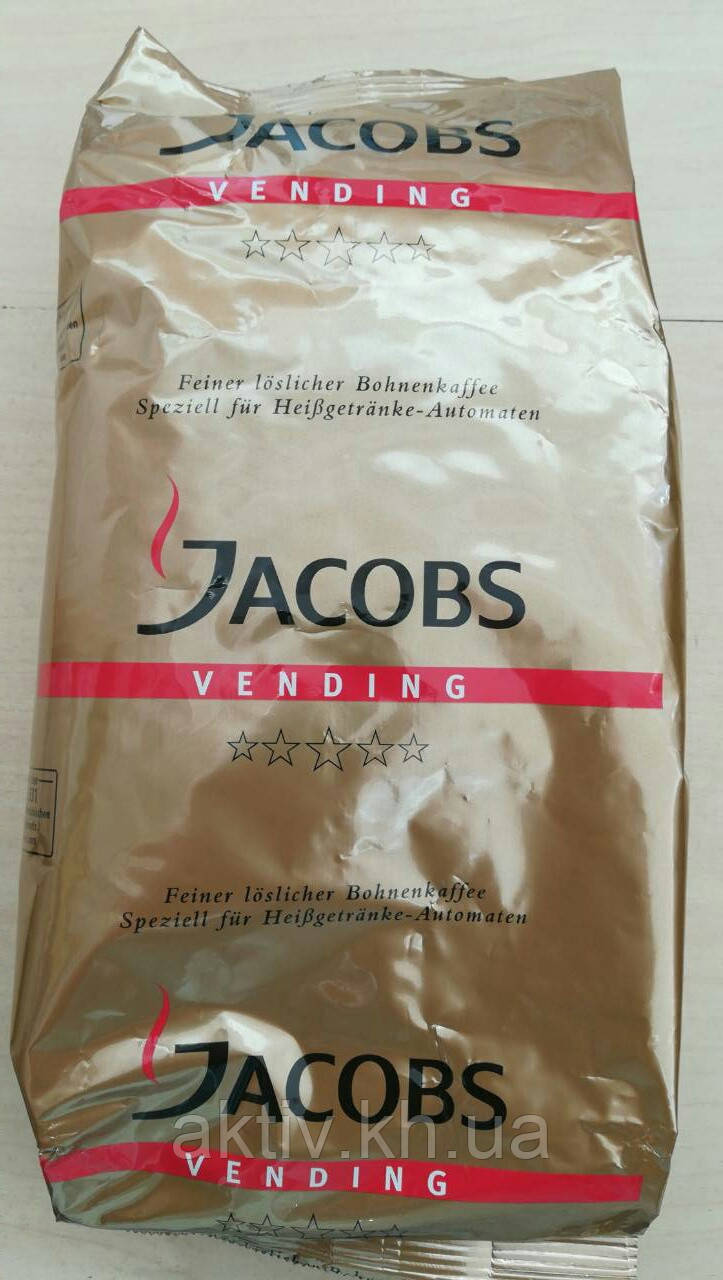 JACOBS
VENDING
Feiner löslicher Bohnenkaffee
Speziell für Heißgetränke-Automaten
JACOBS
VENDING
Feiner löslicher Bohnenkaffee
Speziell für Heißgetränke-Automaten
JACOBS
aktiv.kh.ua
VENDING